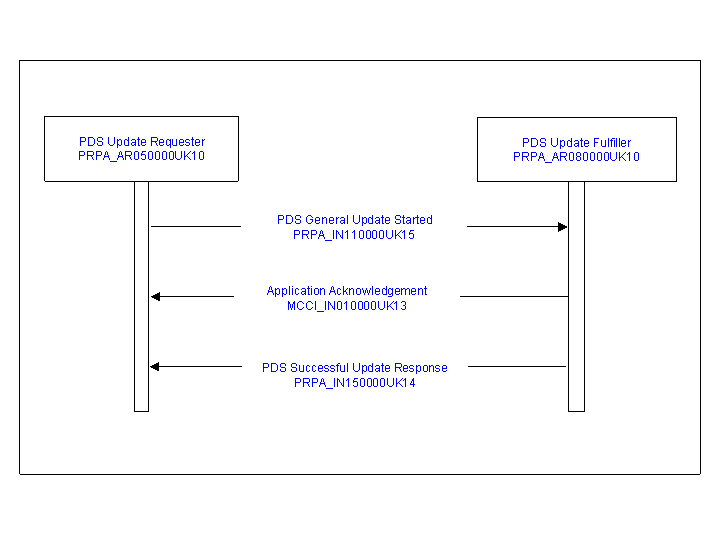 PDS Update Requester
PRPA_AR050000UK10
PDS Update Fulfiller
PRPA_AR080000UK10
PDS General Update Started
PRPA_IN110000UK15
Application Acknowledgement
MCCI_IN010000UK13
PDS Successful Update Response
PRPA_IN150000UK14